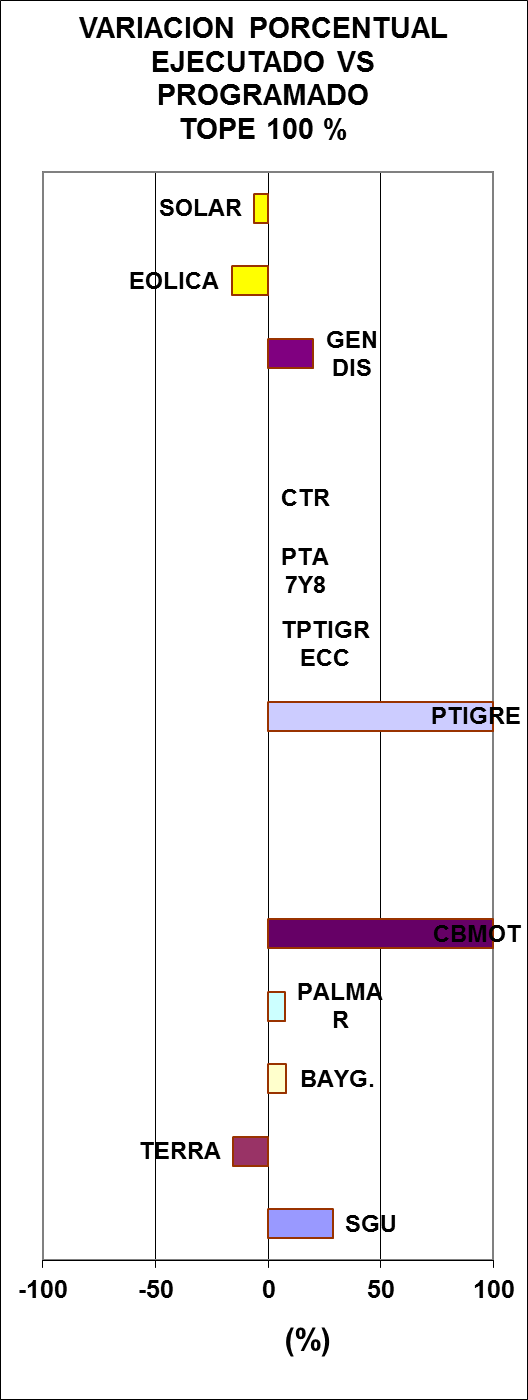 VARIACION PORCENTUAL
EJECUTADO VS
PROGRAMADO
TOPE 100 %
SOLAR
EOLICA
GEN
DIS
CTR
PTA
7Y8
TPTIGR
ECC
PTIGRE
CBMOT
PALMA
R
BAYG.
TERRA
SGU
-100 -50 0 50 100
(%)